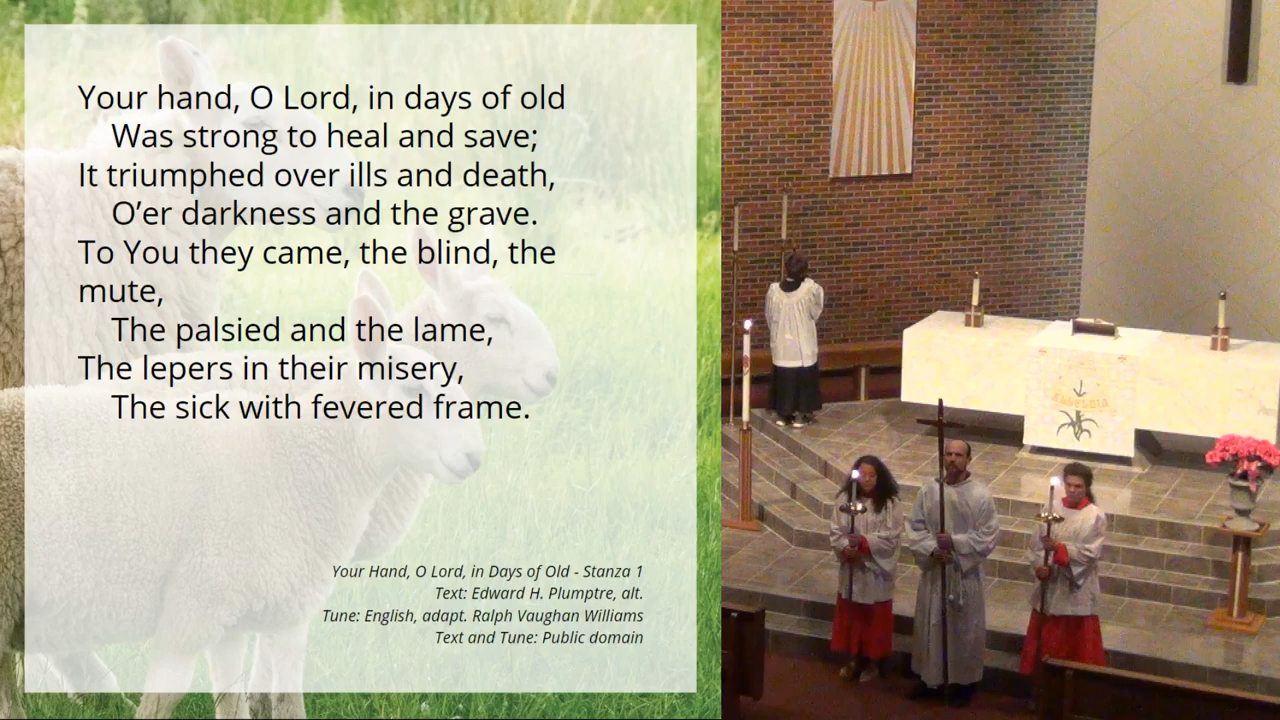 Your hand, O Lord, in days of old
Was strong to heal and save;
It triumphed over ills and death,
O’er darkness and the grave.
To You they came, the blind, the
mute,
The palsied and the lame,
The lepers in their misery,
The sick with fevered frame.
Your Hand, O Lord, in Days of Old - Stanza 1
Text: Edward H. Plumptre, alt.
Tune: English, adapt. Ralph Vaughan Williams
Text and Tune: Public domain